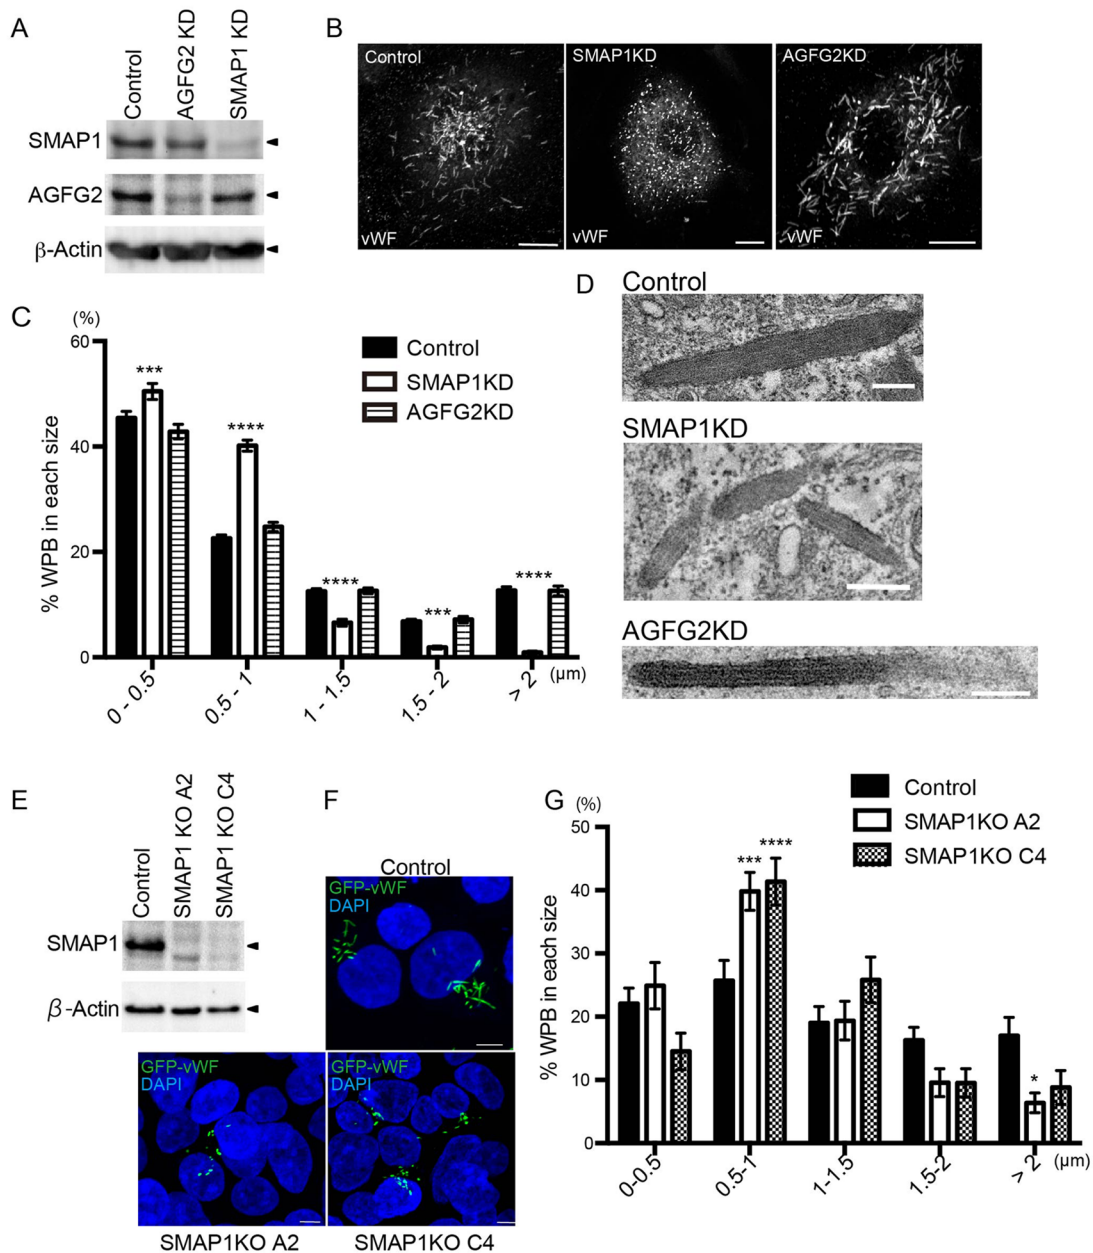 A
Control
AGFG2 KD
SMAP1 KD
SMAP1
AGFG2
β-Actin
B
Control
SMAP1KD
AGFG2KD
vWF
vWF
vWF
C
(%)
60
40
20
0
% WPB in each size
***
****
****
***
****
Control
SMAP1KD
AGFG2KD
0 - 0.5
0.5 - 1
1 - 1.5
1.5 - 2
> 2
(μm)
D
Control
SMAP1KD
AGFG2KD
E
Control
SMAP1 KO A2
SMAP1 KO C4
SMAP1
β-Actin
F
Control
GFP-vWF
DAPI
GFP-vWF
DAPI
GFP-vWF
DAPI
SMAP1KO A2
SMAP1KO C4
G
(%)
50
40
30
20
10
0
% WPB in each size
***
****
*
Control
SMAP1KO A2
SMAP1KO C4
0-0.5
0.5-1
1-1.5
1.5-2
> 2
(μm)